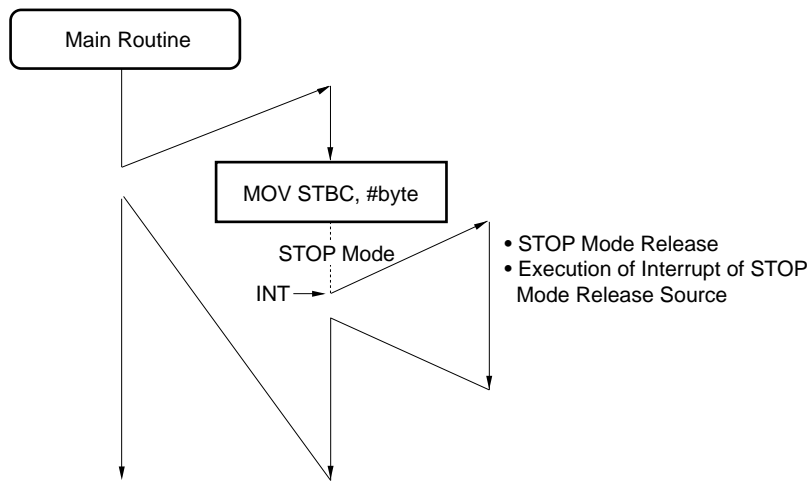 Main Routine
MOV STBC, #byte
STOP Mode
• STOP Mode Release
• Execution of Interrupt of STOP
Mode Release Source
INT